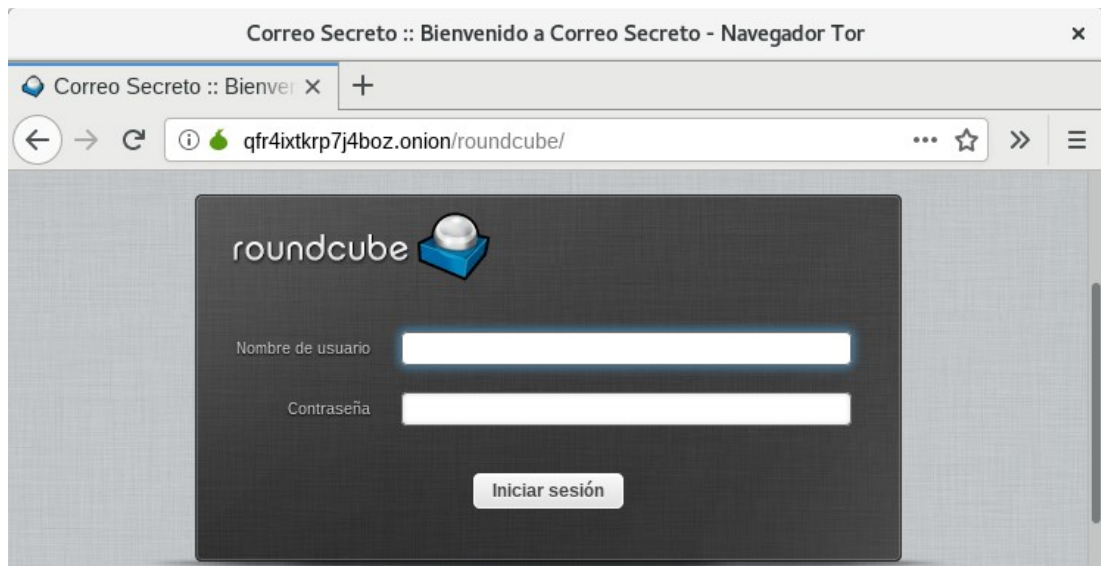 Correo Secreto :: Bienvenido a Correo Secreto - Navegador Tor
Correo Secreto :: Bienven
qfr4ixtkrp7j4boz.onion/roundcube/
roundcube
Nombre de usuario
Contraseña
Iniciar sesión